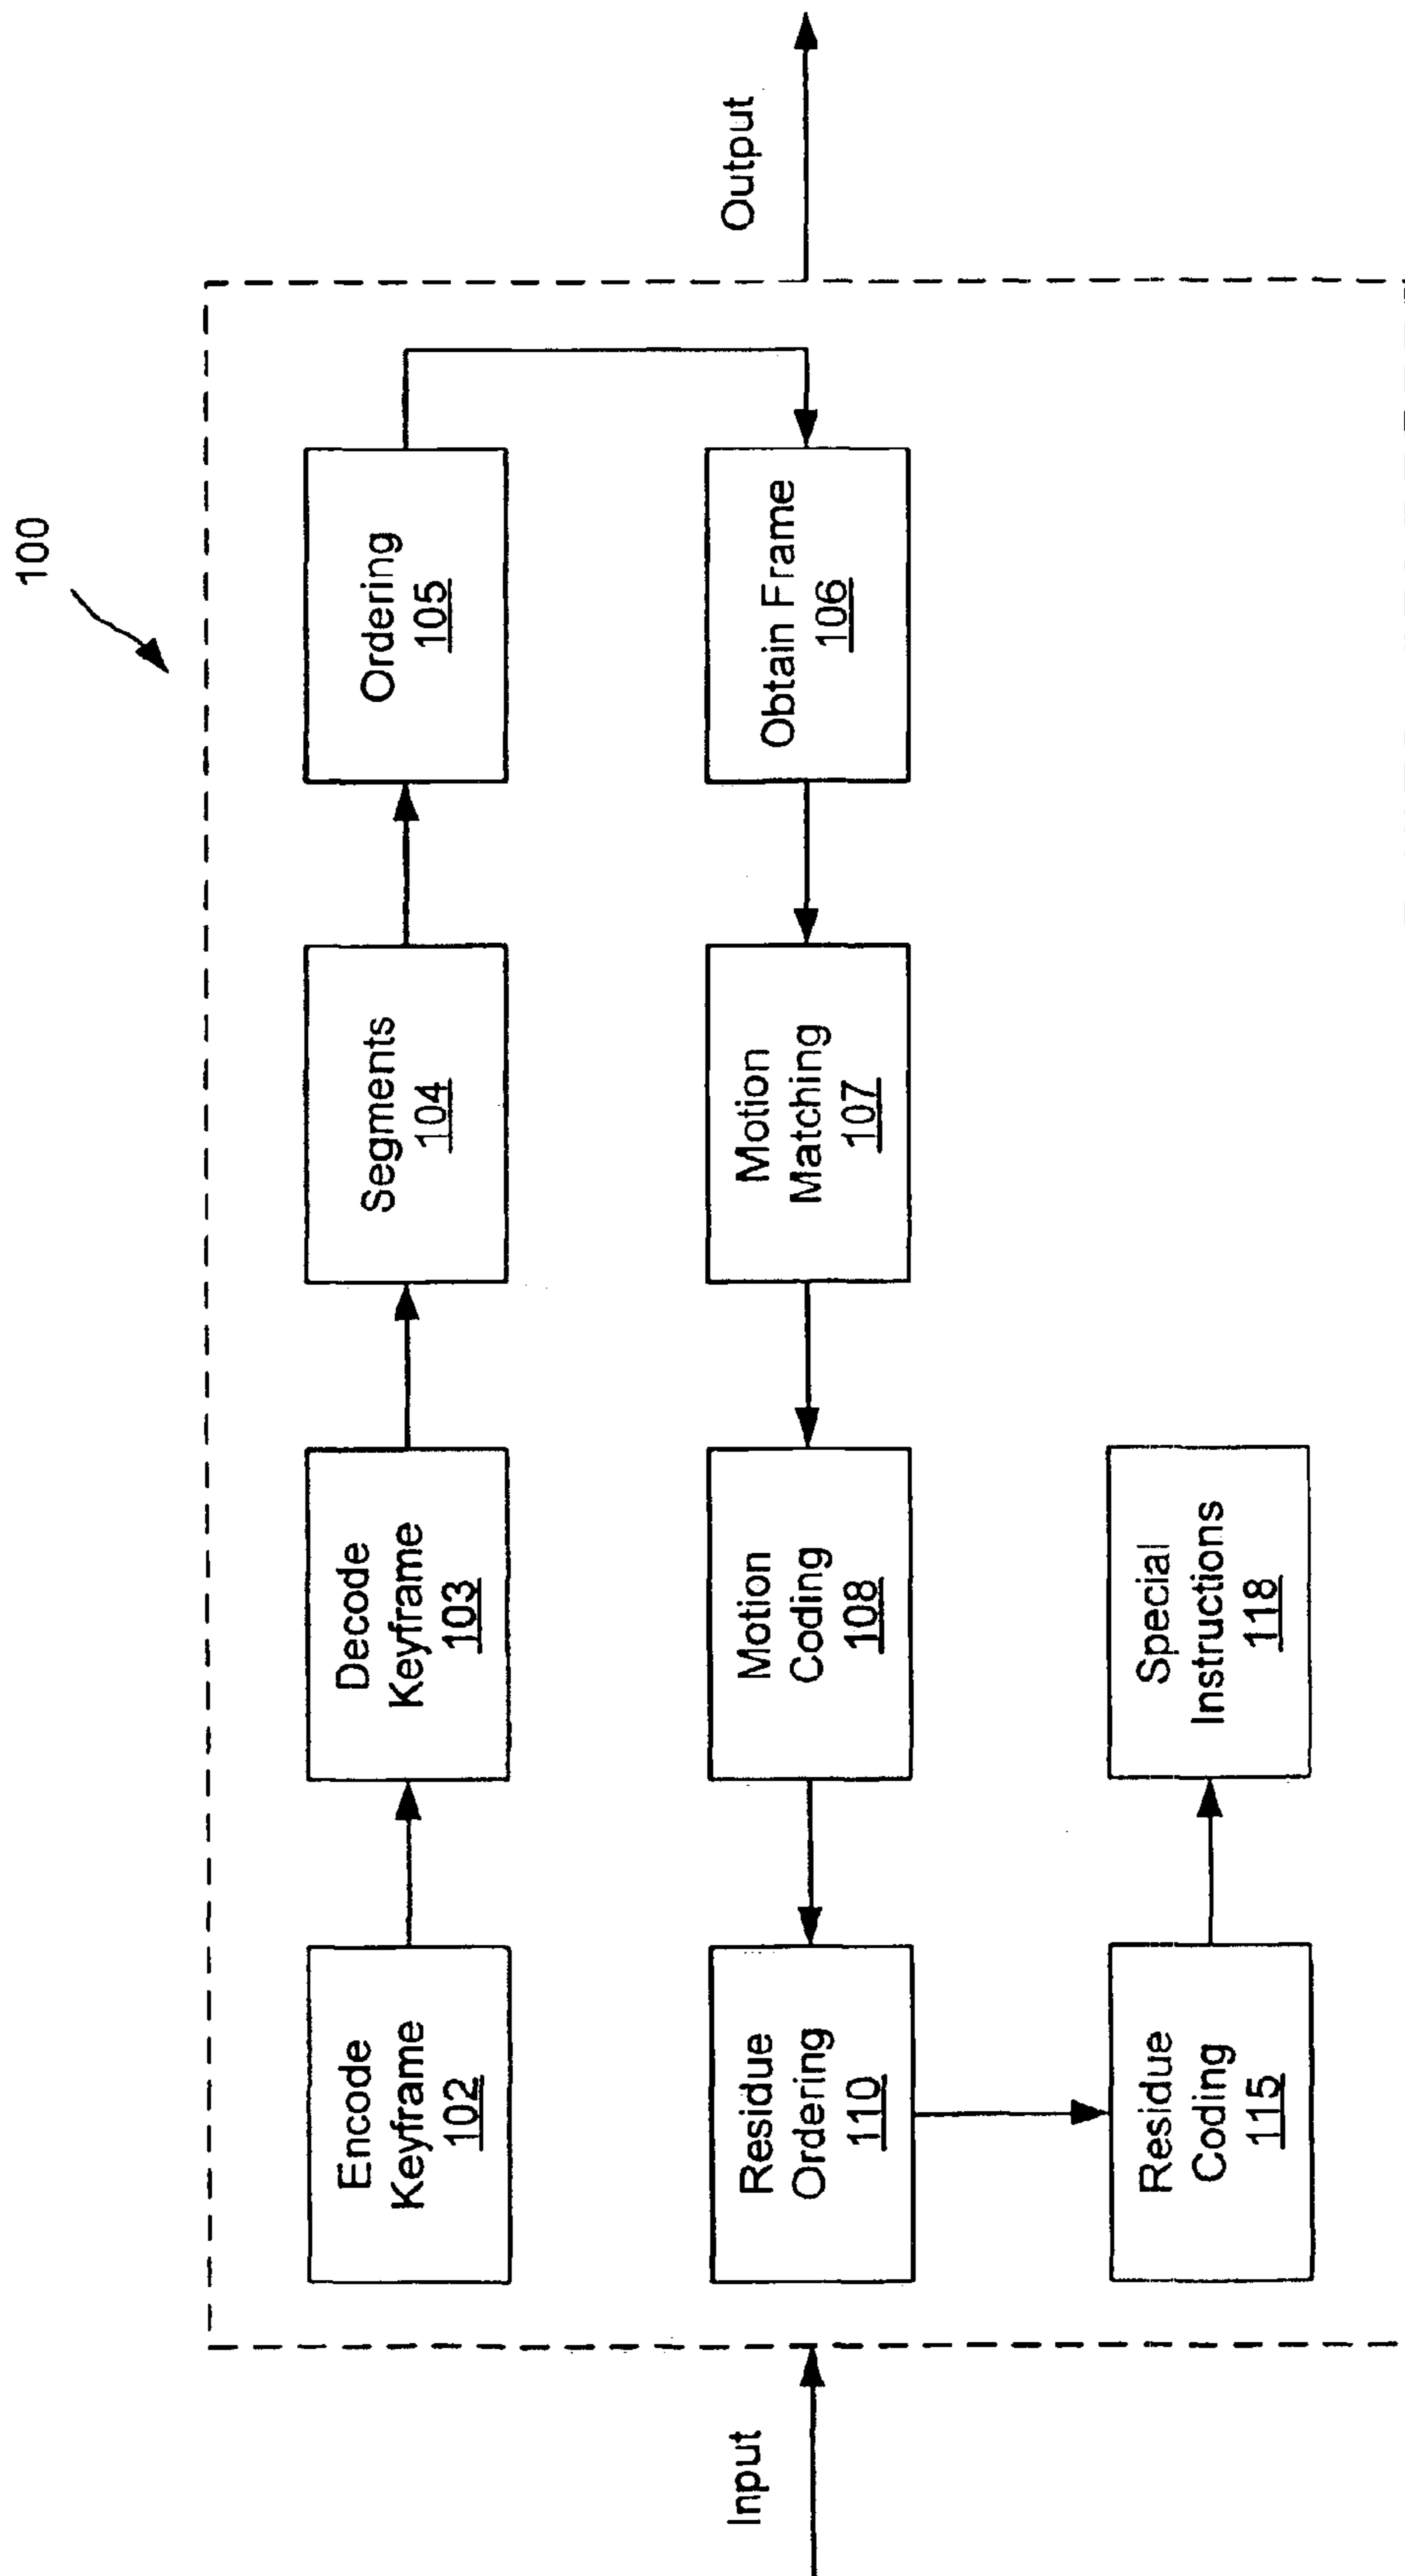 100
Encode
Keyframe
102
Decode
Keyframe
103
Segments
104
Ordering
105
Input
Residue
Ordering
110
Motion
Coding
108
Motion
Matching
107
Obtain Frame
106
Output
Residue
Coding
115
Special
Instructions
118